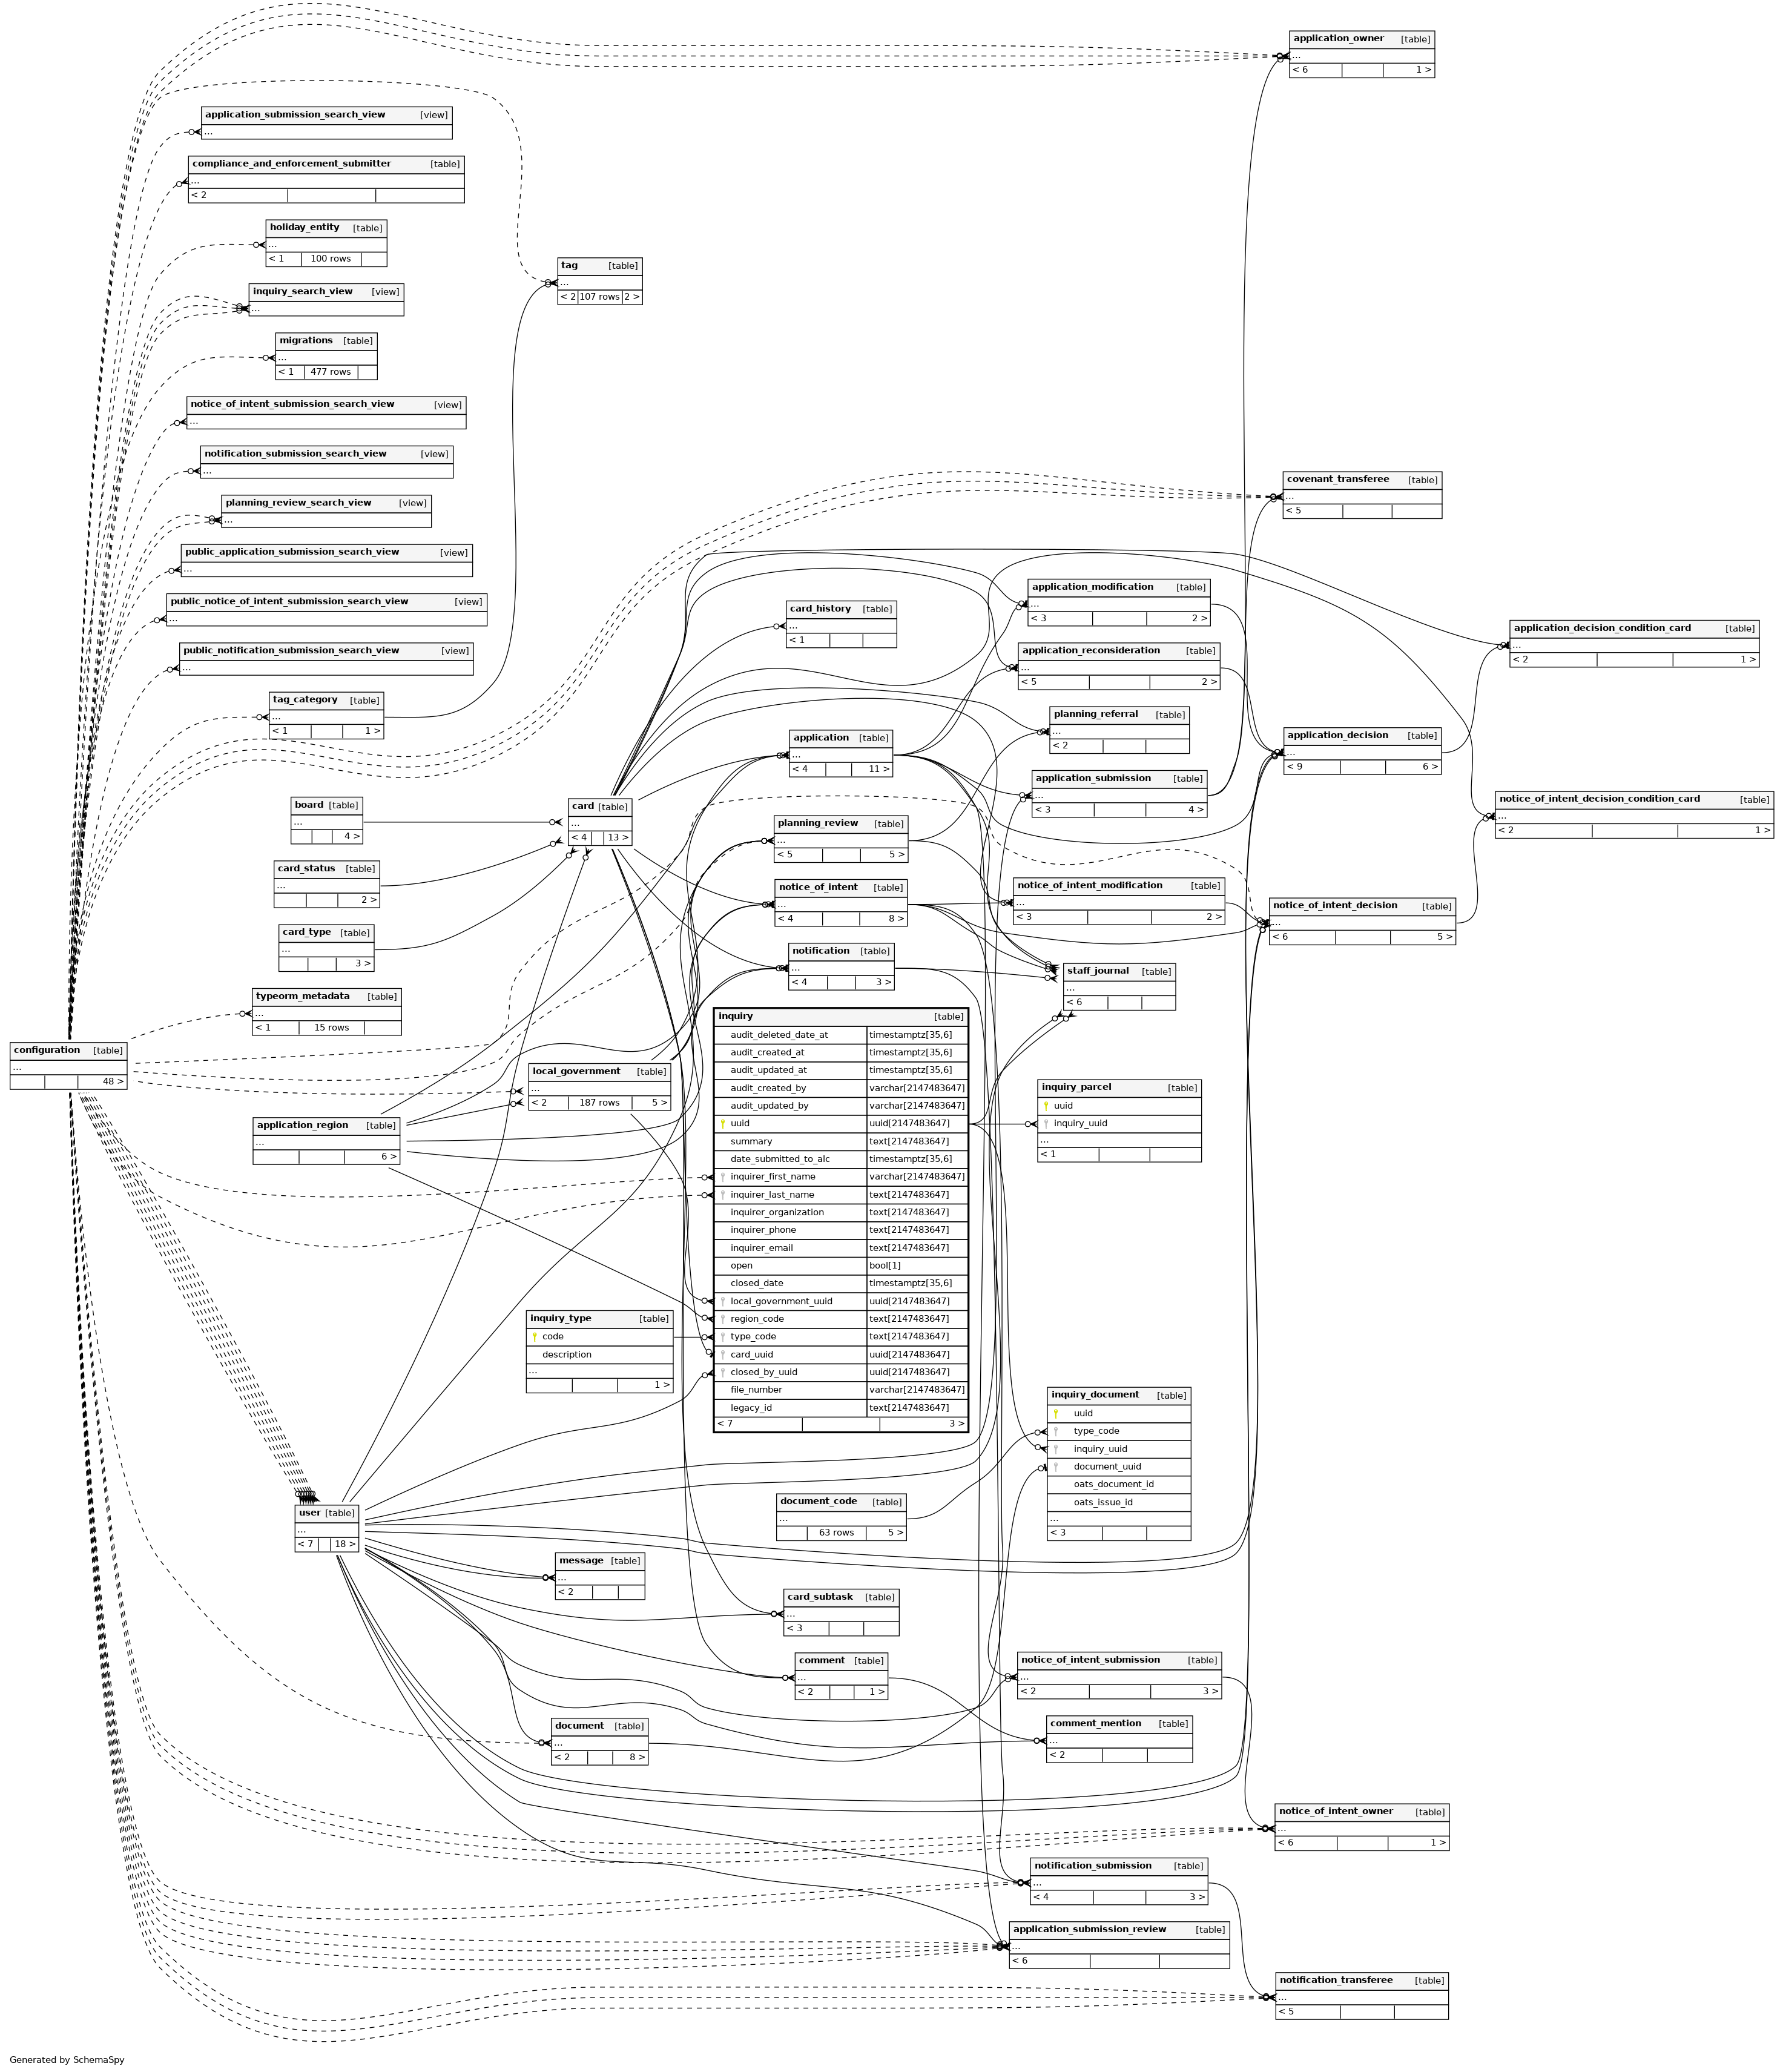 application_owner [table]
...
< 6 1 >
application_submission_search_view [view]
...
compliance_and_enforcement_submitter [table]
...
< 2
holiday_entity [table]
...
< 1 100 rows
tag [table]
...
< 2 107 rows 2 >
inquiry_search_view [view]
...
migrations [table]
...
< 1 477 rows
notice_of_intent_submission_search_view [view]
...
notification_submission_search_view [view]
...
covenant_transferee [table]
...
< 5
planning_review_search_view [view]
...
public_application_submission_search_view [view]
...
application_modification [table]
...
< 3 2 >
public_notice_of_intent_submission_search_view [view]
...
card_history [table]
...
< 1
application_decision_condition_card [table]
...
< 2 1 >
public_notification_submission_search_view [view]
...
application_reconsideration [table]
...
< 5 2 >
tag_category [table]
...
< 1 1 >
planning_referral [table]
...
< 2
application [table]
...
< 4 11 >
application_decision [table]
...
< 9 6 >
application_submission [table]
...
< 3 4 >
board [table]
...
4 >
card [table]
...
< 4 13 >
notice_of_intent_decision_condition_card [table]
...
< 2 1 >
planning_review [table]
...
< 5 5 >
card_status [table]
...
2 >
notice_of_intent [table]
...
< 4 8 >
notice_of_intent_modification [table]
...
< 3 2 >
notice_of_intent_decision [table]
...
< 6 5 >
card_type [table]
...
3 >
notification [table]
...
< 4 3 >
staff_journal [table]
...
< 6
typeorm_metadata [table]
...
< 1 15 rows
configuration [table]
...
48 >
local_government [table]
...
< 2 187 rows 5 >
application_region [table]
...
6 >
inquiry [table]
audit_deleted_date_at timestamptz[35,6]
audit_created_at timestamptz[35,6]
audit_updated_at timestamptz[35,6]
audit_created_by varchar[2147483647]
audit_updated_by varchar[2147483647]
uuid uuid[2147483647]
summary text[2147483647]
date_submitted_to_alc timestamptz[35,6]
inquirer_first_name varchar[2147483647]
inquirer_last_name text[2147483647]
inquirer_organization text[2147483647]
inquirer_phone text[2147483647]
inquirer_email text[2147483647]
open bool[1]
closed_date timestamptz[35,6]
local_government_uuid uuid[2147483647]
region_code text[2147483647]
type_code text[2147483647]
card_uuid uuid[2147483647]
closed_by_uuid uuid[2147483647]
file_number varchar[2147483647]
legacy_id text[2147483647]
< 7 3 >
inquiry_parcel [table]
uuid
inquiry_uuid
...
< 1
inquiry_type [table]
code
description
...
1 >
inquiry_document [table]
uuid
type_code
inquiry_uuid
document_uuid
oats_document_id
oats_issue_id
...
< 3
document_code [table]
...
63 rows 5 >
user [table]
...
< 7 18 >
message [table]
...
< 2
card_subtask [table]
...
< 3
comment [table]
...
< 2 1 >
notice_of_intent_submission [table]
...
< 2 3 >
document [table]
...
< 2 8 >
comment_mention [table]
...
< 2
notice_of_intent_owner [table]
...
< 6 1 >
notification_submission [table]
...
< 4 3 >
application_submission_review [table]
...
< 6
notification_transferee [table]
...
< 5
Generated by SchemaSpy